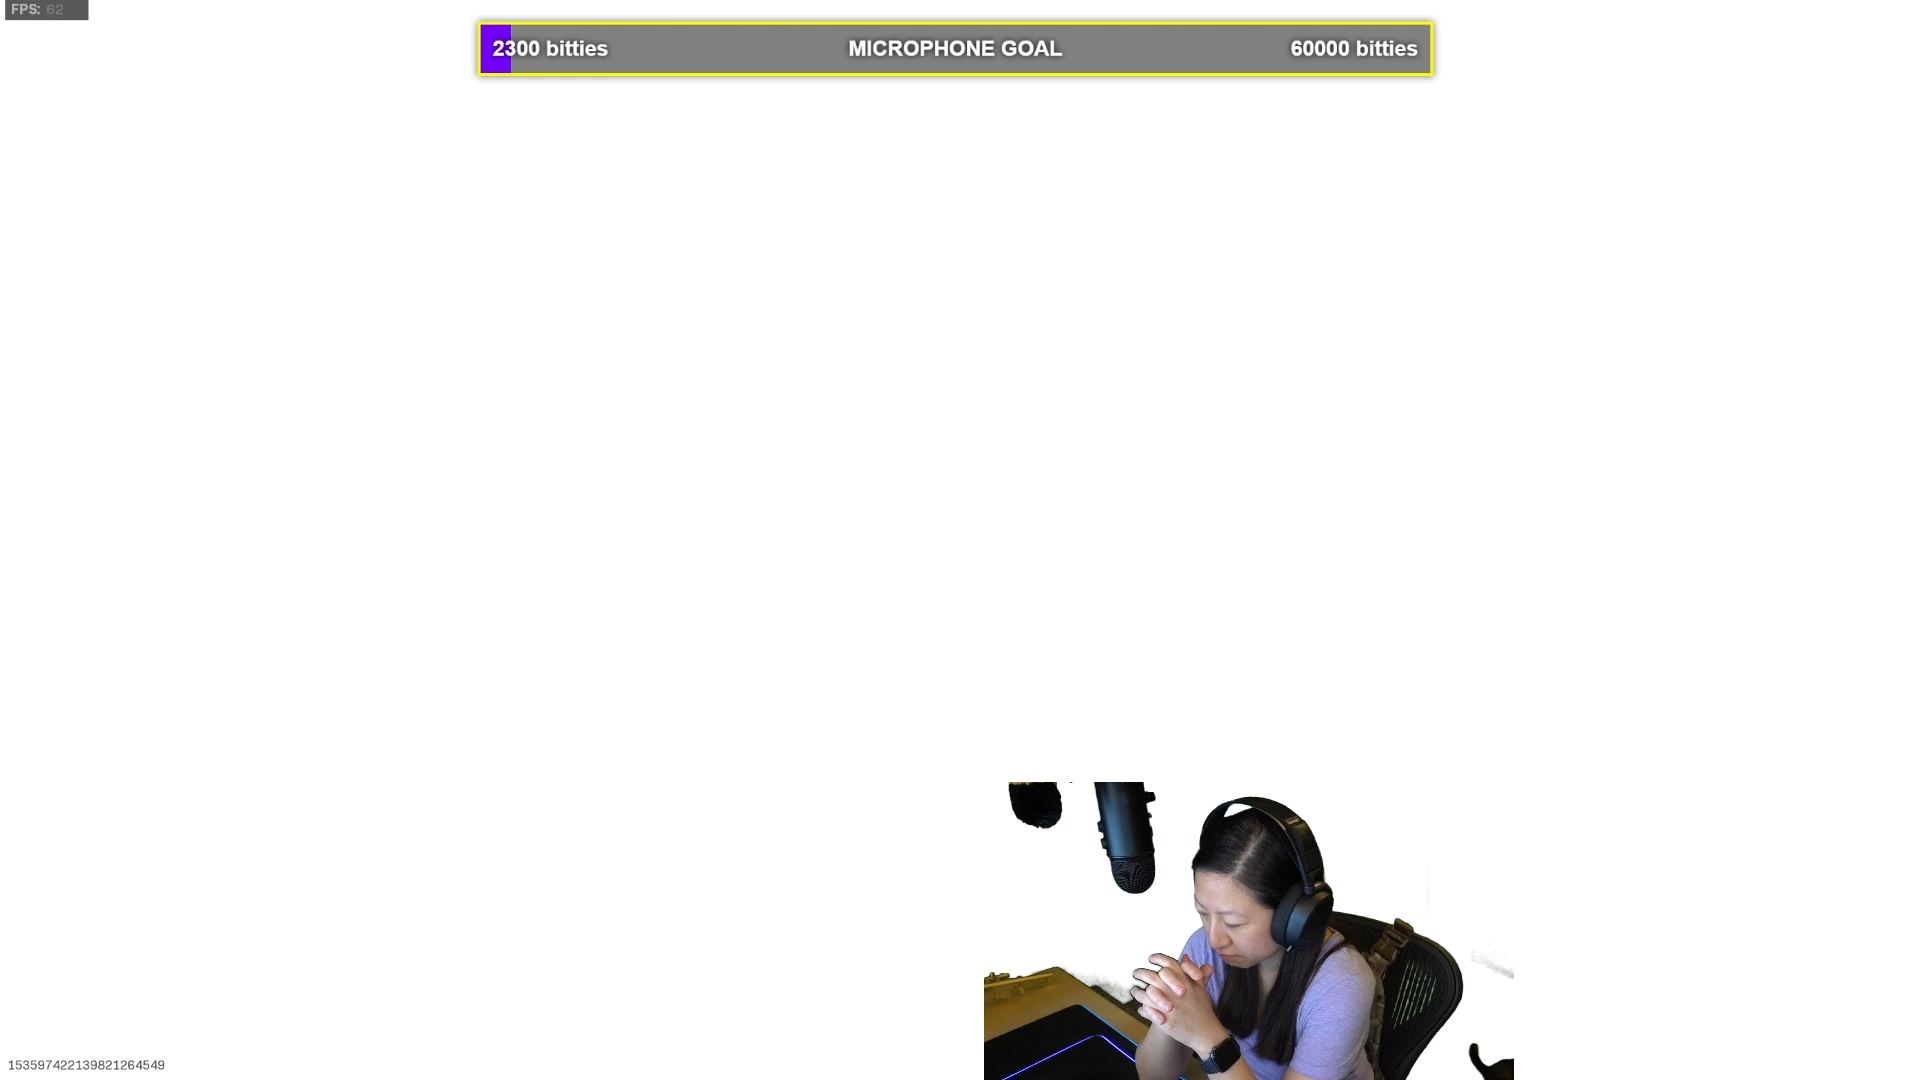 FPS: 62
2300 bitties MICROPHONE GOAL 60000 bitties
153597422139821264549